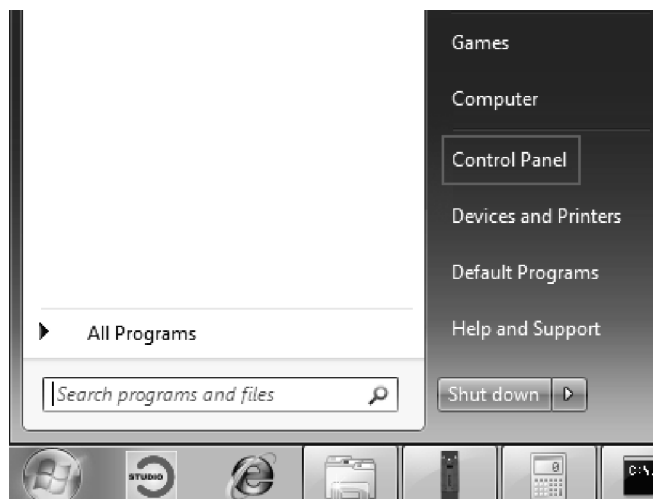 Games
Computer
Control Panel
Devices and Printers
Default Programs
All Programs
Help and Support
Search programs and files
Shut down
STUDIO
0
C:\.